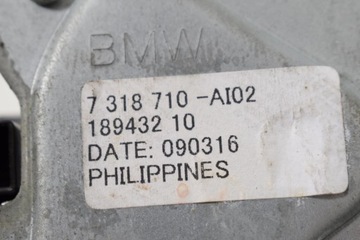 BMW
7 318 710 -AI02
189432 10
DATE: 090316
PHILIPPINES